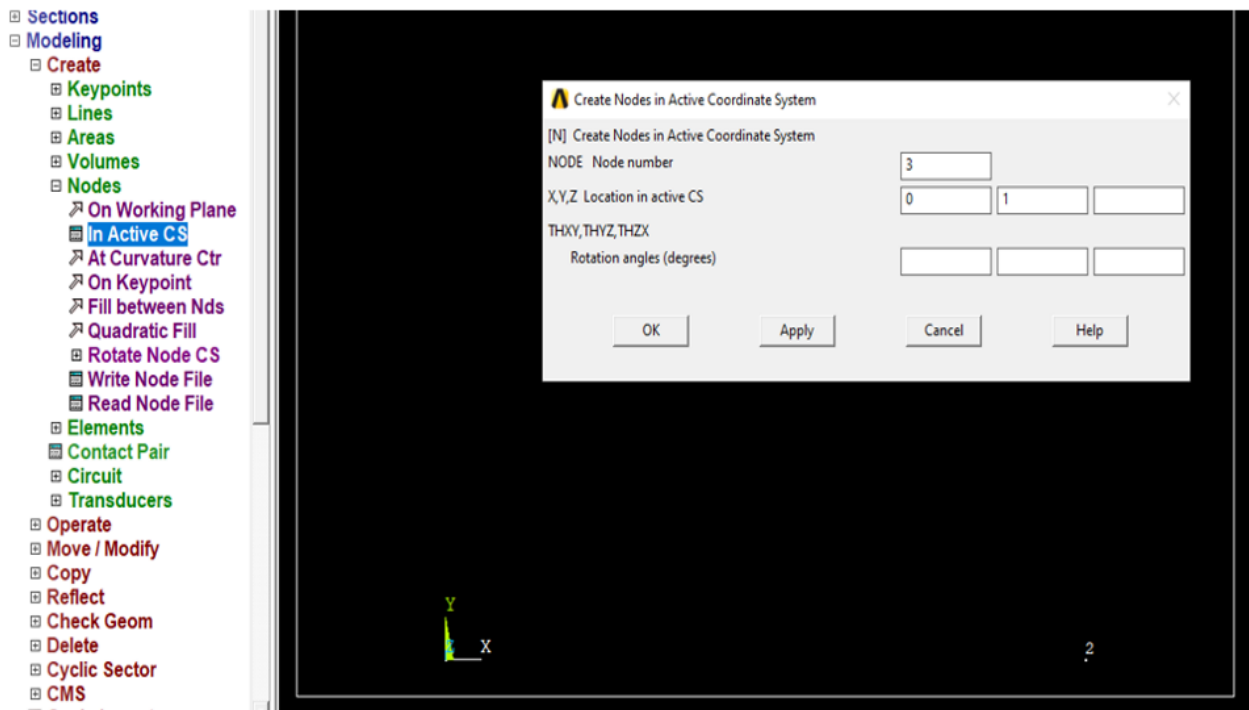 Sections
Modeling
Create
Keypoints
Lines
Areas
Volumes
Nodes
On Working Plane
In Active CS
At Curvature Ctr
On Keypoint
Fill between Nds
Quadratic Fill
Rotate Node CS
Write Node File
Read Node File
Elements
Contact Pair
Circuit
Transducers
Operate
Move / Modify
Copy
Reflect
Check Geom
Delete
Cyclic Sector
CMS
Create Nodes in Active Coordinate System
[N] Create Nodes in Active Coordinate System
NODE Node number 3
X,Y,Z Location in active CS 0 1
THXY,THYZ,THZX
Rotation angles (degrees)
OK Apply Cancel Help
Y
X
2